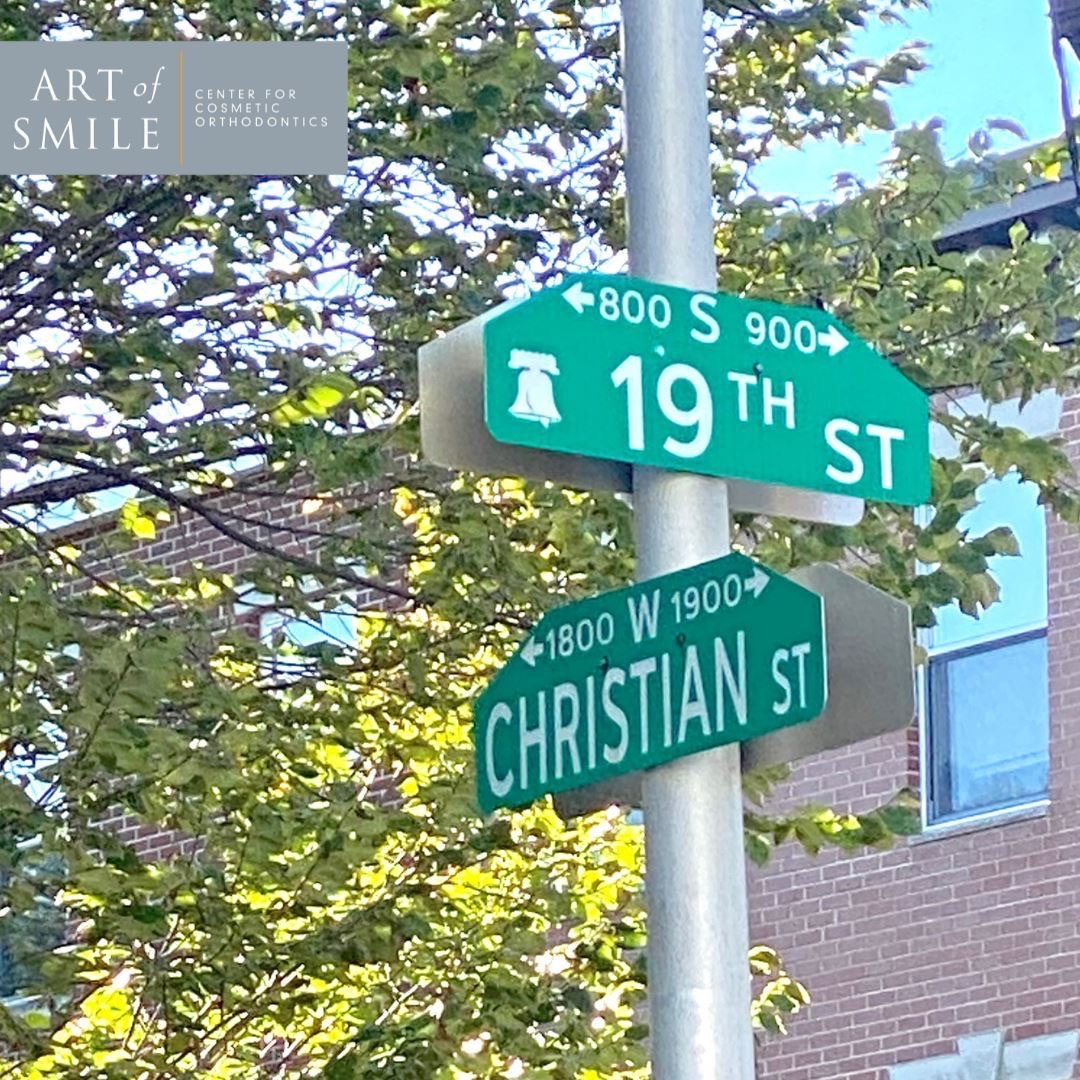 ART of
SMILE
CENTER FOR
COSMETIC
ORTHODONTICS
←800 S 900→
19TH ST
←1800 W 1900→
CHRISTIAN ST